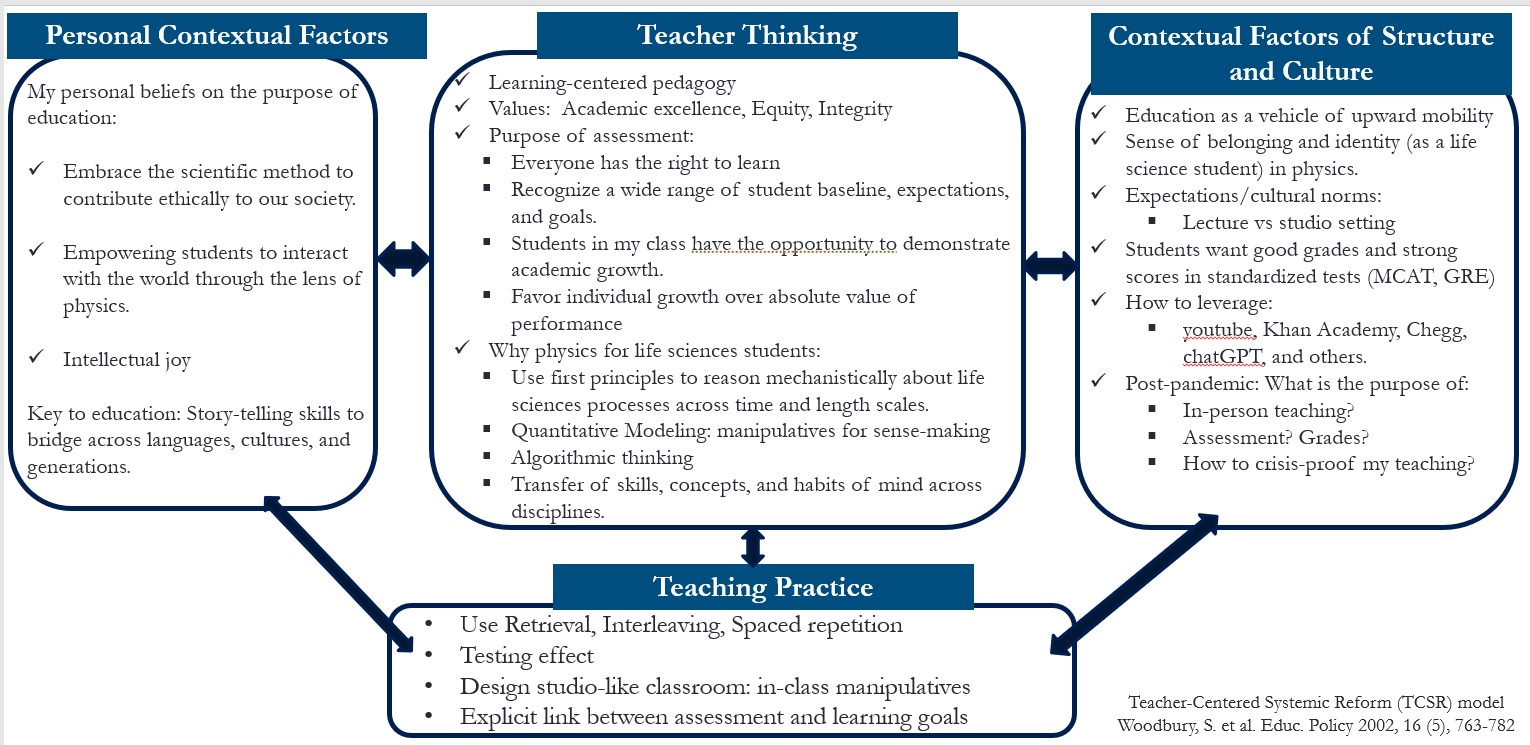 Personal Contextual Factors
My personal beliefs on the purpose of
education:
✓ Embrace the scientific method to
contribute ethically to our society.
✓ Empowering students to interact
with the world through the lens of
physics.
✓ Intellectual joy
Key to education: Story-telling skills to
bridge across languages, cultures, and
generations.
Teacher Thinking
✓ Learning-centered pedagogy
✓ Values:  Academic excellence, Equity, Integrity
✓ Purpose of assessment:
▪ Everyone has the right to learn
▪ Recognize a wide range of student baseline, expectations,
and goals.
▪ Students in my class have the opportunity to demonstrate
academic growth.
▪ Favor individual growth over absolute value of
performance
✓ Why physics for life sciences students:
▪ Use first principles to reason mechanistically about life
sciences processes across time and length scales.
▪ Quantitative Modeling: manipulatives for sense-making
▪ Algorithmic thinking
▪ Transfer of skills, concepts, and habits of mind across
disciplines.
Contextual Factors of Structure
and Culture
✓ Education as a vehicle of upward mobility
✓ Sense of belonging and identity (as a life
science student) in physics.
✓ Expectations/cultural norms:
▪ Lecture vs studio setting
✓ Students want good grades and strong
scores in standardized tests (MCAT, GRE)
✓ How to leverage:
▪ youtube, Khan Academy, Chegg,
chatGPT, and others.
✓ Post-pandemic: What is the purpose of:
▪ In-person teaching?
▪ Assessment? Grades?
▪ How to crisis-proof my teaching?
Teaching Practice
• Use Retrieval, Interleaving, Spaced repetition
• Testing effect
• Design studio-like classroom: in-class manipulatives
• Explicit link between assessment and learning goals
Teacher-Centered Systemic Reform (TCSR) model
Woodbury, S. et al. Educ. Policy 2002, 16 (5), 763-782